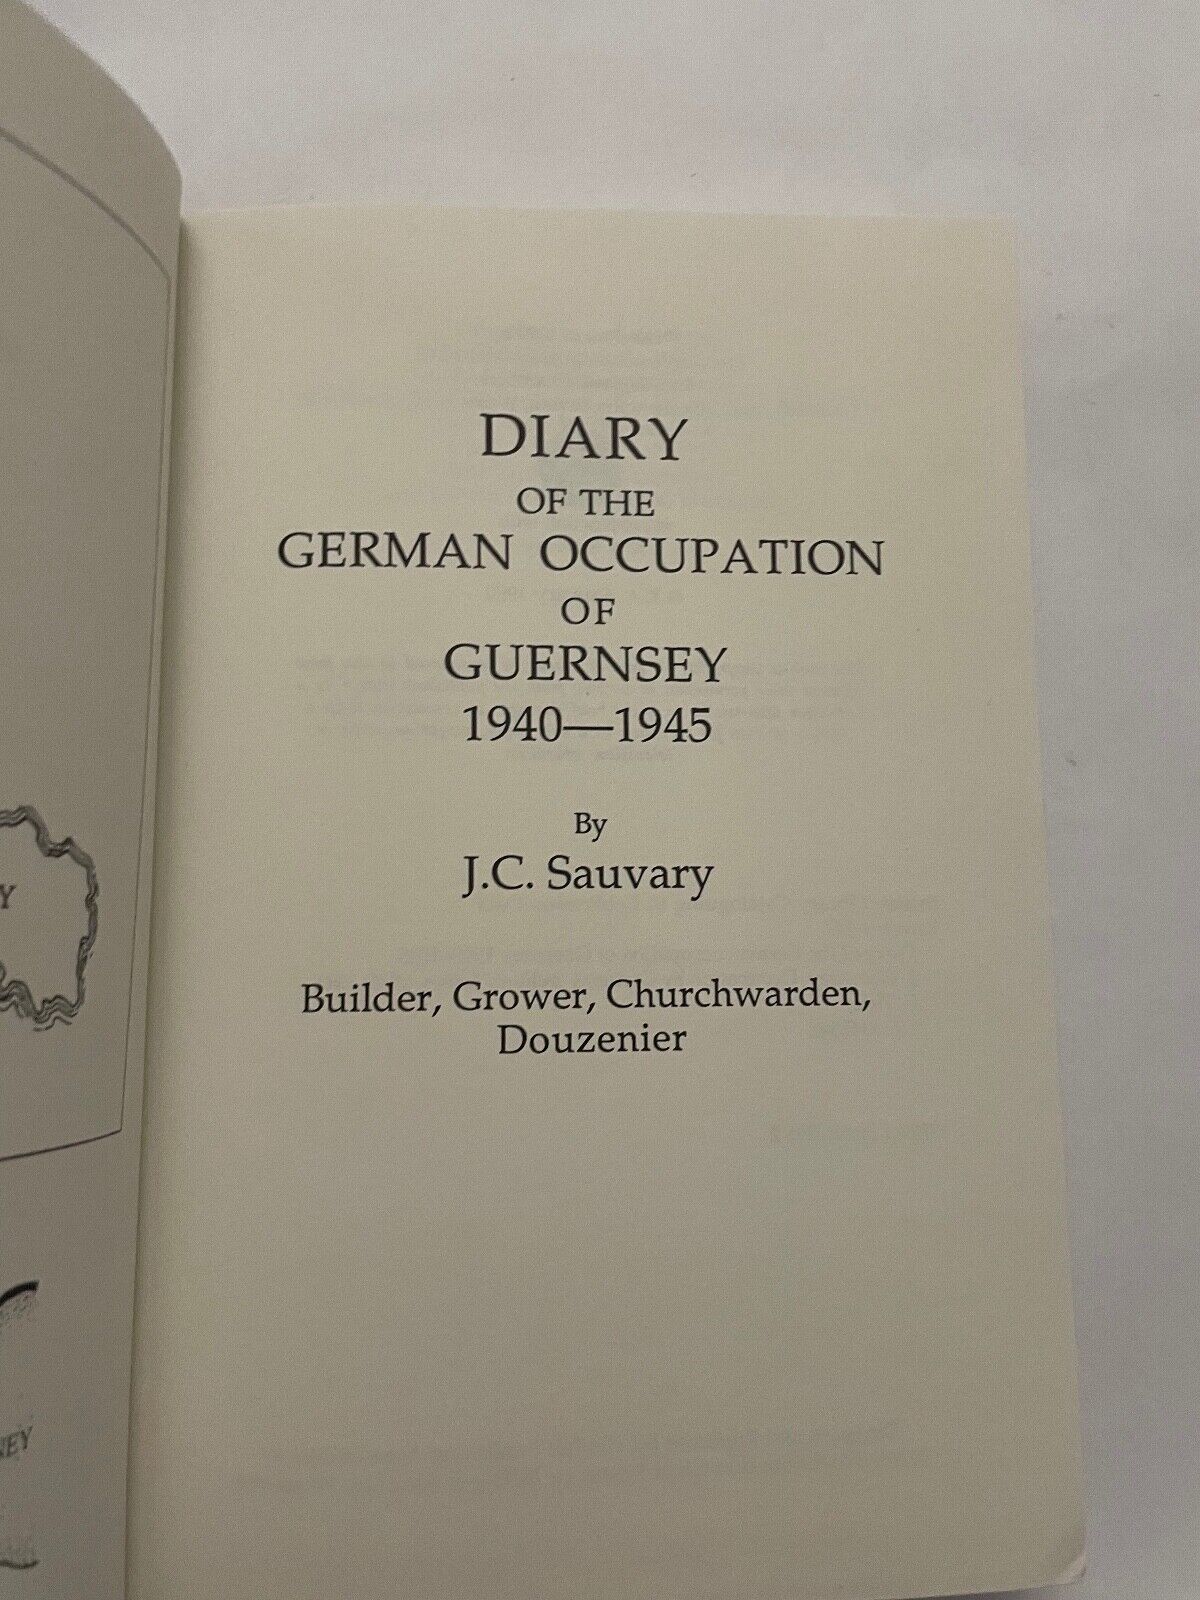 DIARY
OF THE
GERMAN OCCUPATION
OF
GUERNSEY
1940—1945
By
J.C. Sauvary
Builder, Grower, Churchwarden,
Douzenier